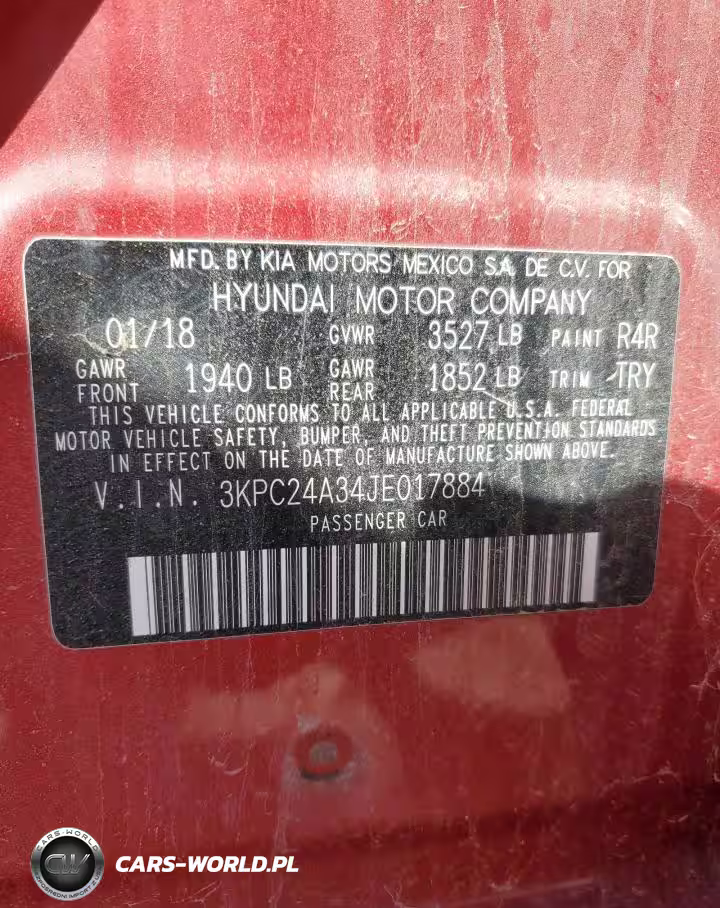 MFD. BY KIA MOTORS MEXICO S.A. DE C.V. FOR
HYUNDAI MOTOR COMPANY
01/18 GVWR 3527 LB PAINT R4R
GAWR FRONT 1940 LB GAWR REAR 1852 LB TRIM TRY
THIS VEHICLE CONFORMS TO ALL APPLICABLE U.S.A. FEDERAL
MOTOR VEHICLE SAFETY, BUMPER, AND THEFT PREVENTION STANDARDS
IN EFFECT ON THE DATE OF MANUFACTURE SHOWN ABOVE.
V.I.N. 3KPC24A34JE017884
PASSENGER CAR
CARS-WORLD
CW
CARS-WORLD.PL